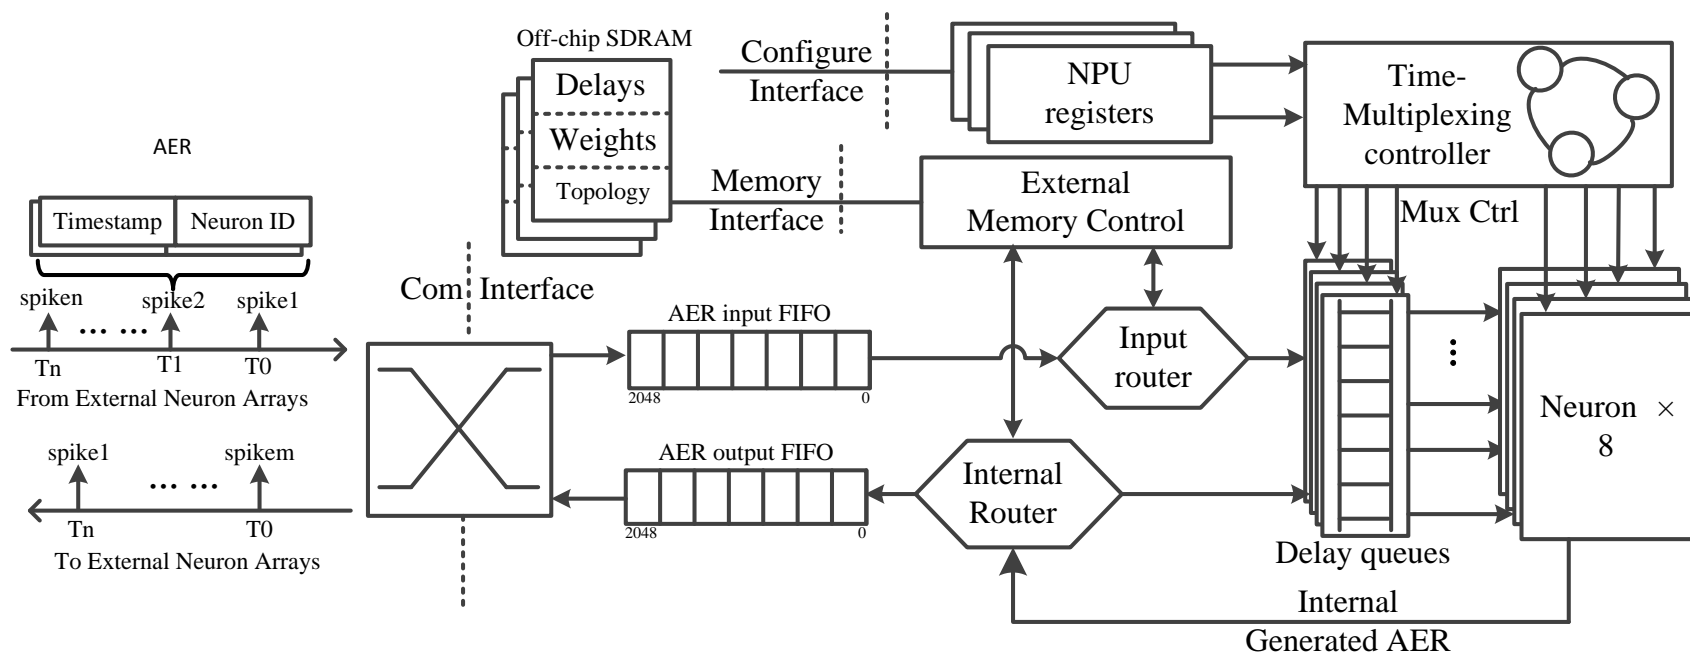 Off-chip SDRAM
Delays
Weights
Topology
Configure
Interface
NPU
registers
Time-
Multiplexing
controller
AER
Timestamp
Neuron ID
Memory
Interface
External
Memory Control
Mux Ctrl
spiken
spike2
spike1
... ...
Tn
T1
T0
From External Neuron Arrays
Com Interface
AER input FIFO
2048
0
Input
router
...
Neuron ×
8
spike1
spikem
... ...
Tn
T0
To External Neuron Arrays
AER output FIFO
2048
0
Internal
Router
Delay queues
Internal
Generated AER